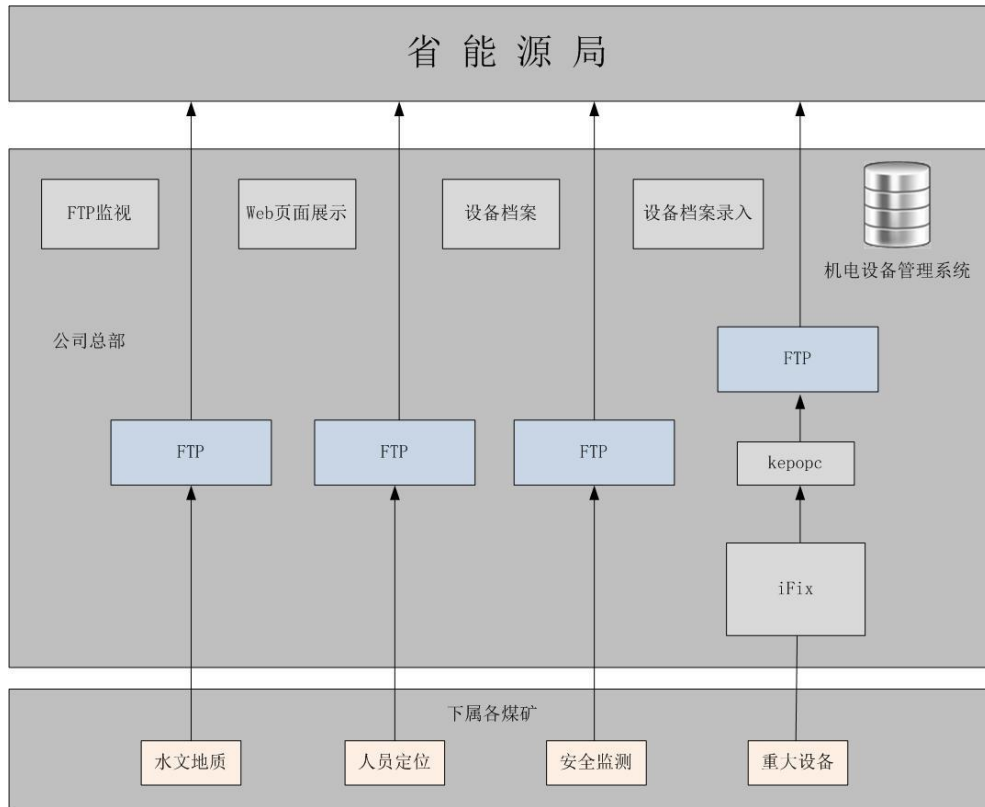 省能源局
FTP监视
Web页面展示
设备档案
设备档案录入
机电设备管理系统
公司总部
FTP
FTP
FTP
FTP
kepopc
iFix
下属各煤矿
水文地质
人员定位
安全监测
重大设备